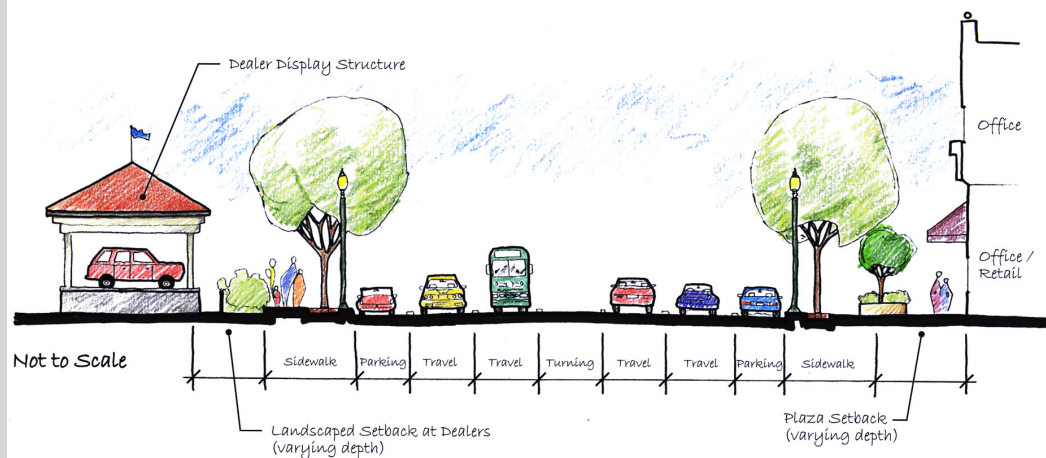 Dealer Display Structure
Office
Office /
Retail
Not to Scale
Sidewalk
Parking
Travel
Travel
Turning
Travel
Travel
Parking
Sidewalk
Landscaped Setback at Dealers
(varying depth)
Plaza Setback
(varying depth)